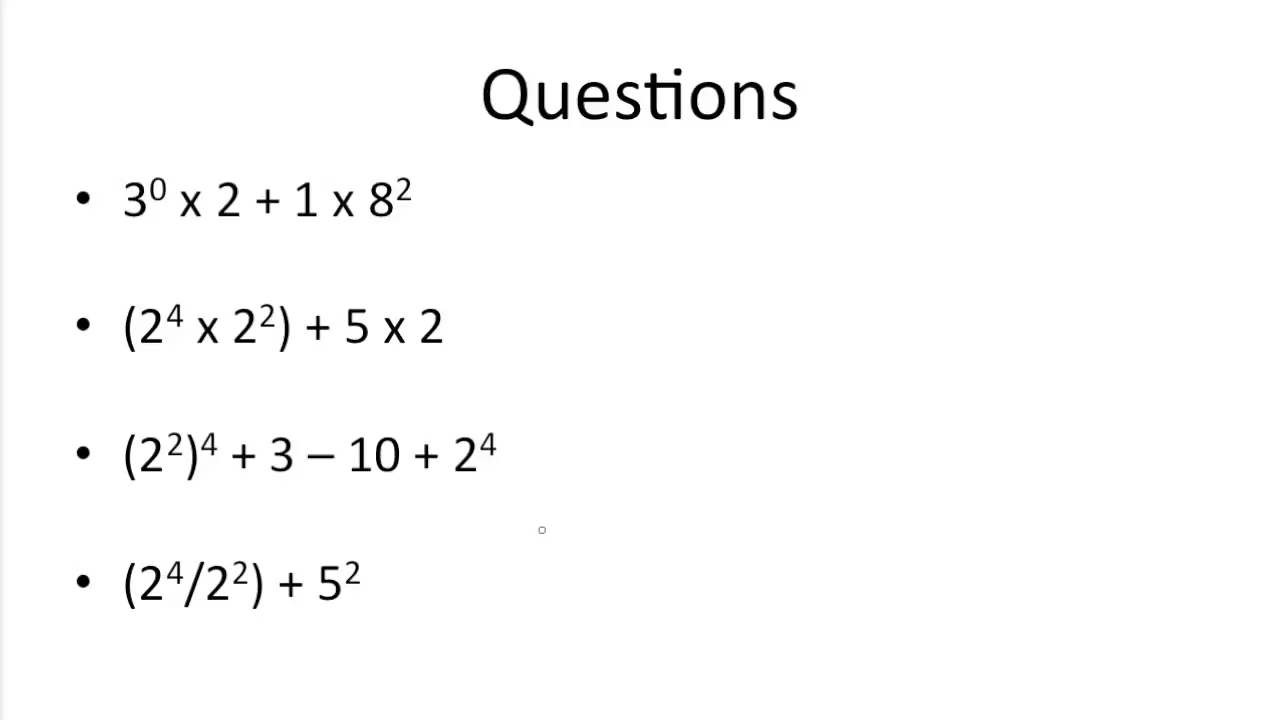 Questions
• 3⁰ x 2 + 1 x 8²
• (2⁴ x 2²) + 5 x 2
• (2²)⁴ + 3 – 10 + 2⁴
• (2⁴/2²) + 5²